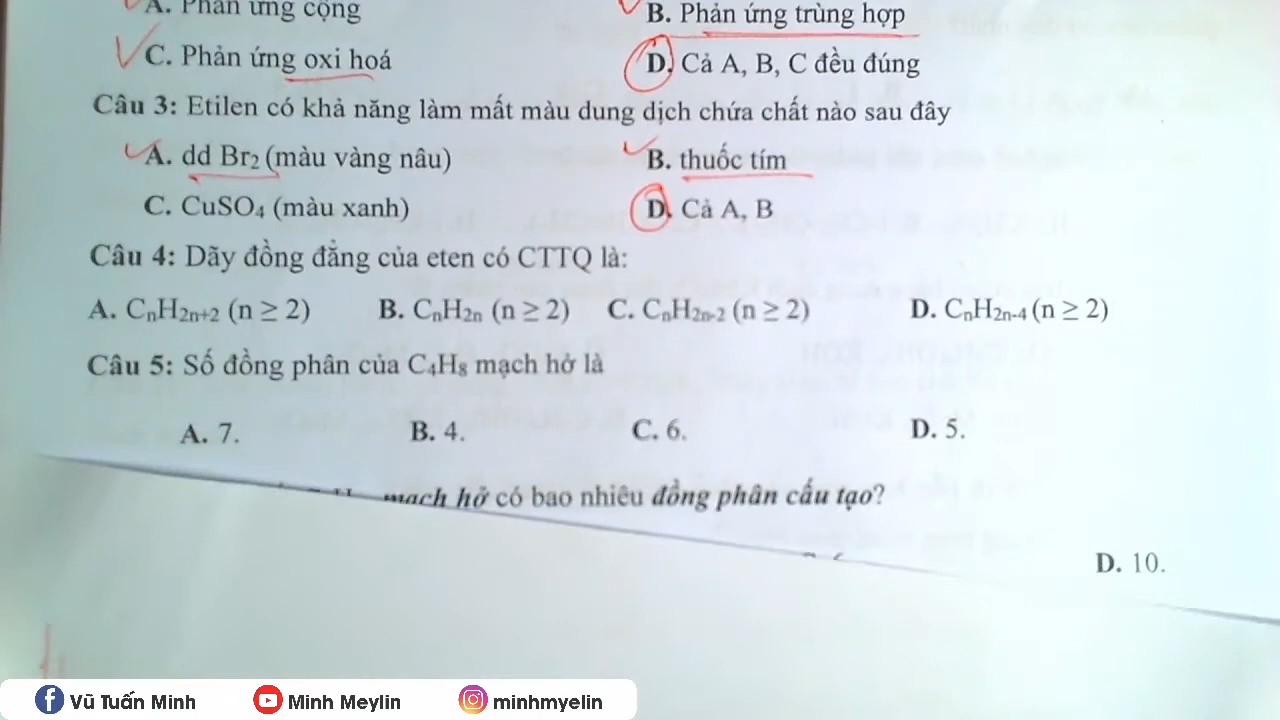 A. Phản ứng cộng B. Phản ứng trùng hợp
C. Phản ứng oxi hoá D. Cả A, B, C đều đúng
Câu 3: Etilen có khả năng làm mất màu dung dịch chứa chất nào sau đây
A. dd Br₂ (màu vàng nâu) B. thuốc tím
C. CuSO₄ (màu xanh) D. Cả A, B
Câu 4: Dãy đồng đẳng của eten có CTTQ là:
A. CₙH₂ₙ₊₂ (n ≥ 2) B. CₙH₂ₙ (n ≥ 2) C. CₙH₂ₙ₋₂ (n ≥ 2) D. CₙH₂ₙ₋₄ (n ≥ 2)
Câu 5: Số đồng phân của C₄H₈ mạch hở là
A. 7. B. 4. C. 6. D. 5.
mạch hở có bao nhiêu đồng phân cấu tạo?
D. 10.
Vũ Tuấn Minh Minh Meylin minhmyelin